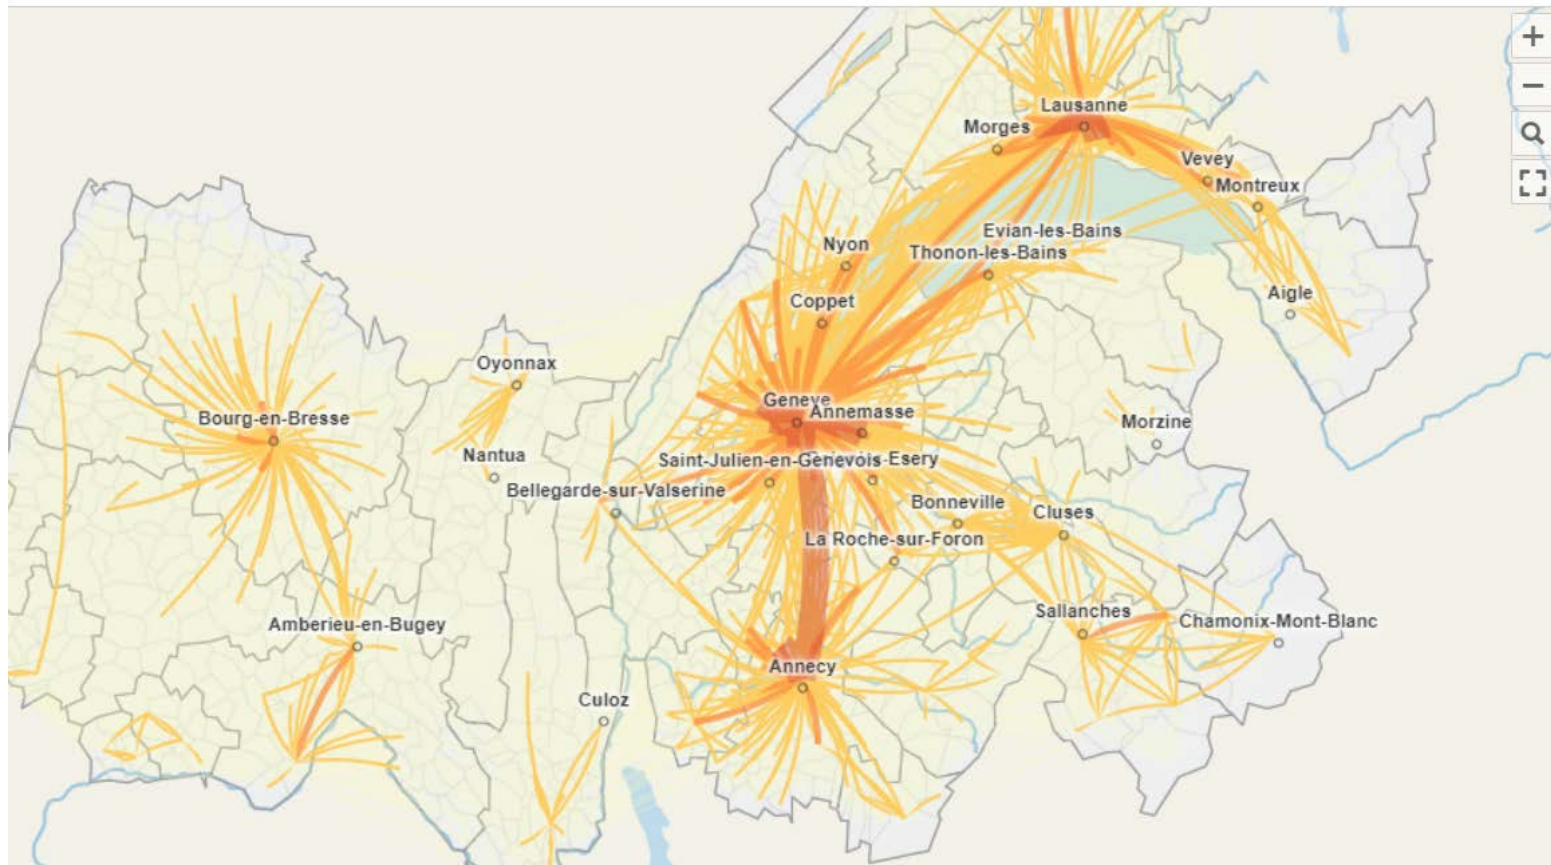 +
−
Lausanne
Morges
Vevey
Montreux
Evian-les-Bains
Nyon
Thonon-les-Bains
Aigle
Coppet
Oyonnax
Geneve
Annemasse
Bourg-en-Bresse
Morzine
Nantua
Saint-Julien-en-Genevois
Esery
Bellegarde-sur-Valserine
Bonneville
Cluses
La Roche-sur-Foron
Sallanches
Chamonix-Mont-Blanc
Amberieu-en-Bugey
Annecy
Culoz